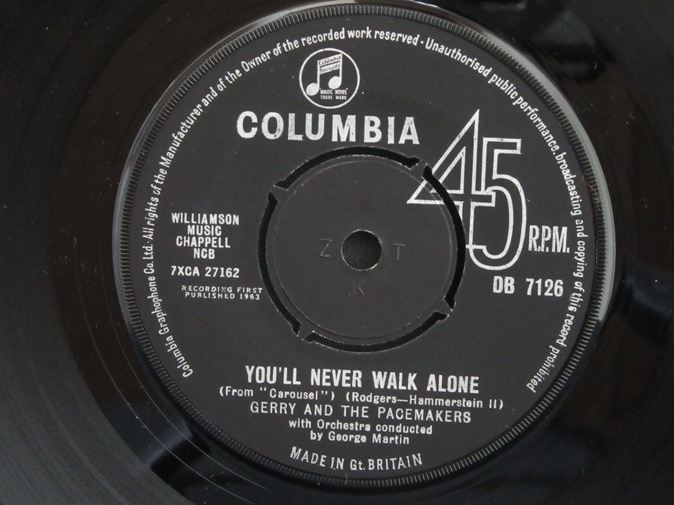 Columbia Graphophone Co. Ltd. · All rights of the Manufacturer and of the Owner of the recorded work reserved · Unauthorised public performance, broadcasting and copying of this record prohibited
MAGIC NOTES
TRADE MARK
COLUMBIA
45
R.P.M.
WILLIAMSON
MUSIC
CHAPPELL
NCB
7XCA 27162
RECORDING FIRST
PUBLISHED 1963
Z T
K
DB 7126
YOU'LL NEVER WALK ALONE
(From "Carousel") (Rodgers—Hammerstein II)
GERRY AND THE PACEMAKERS
with Orchestra conducted
by George Martin
MADE IN Gt. BRITAIN